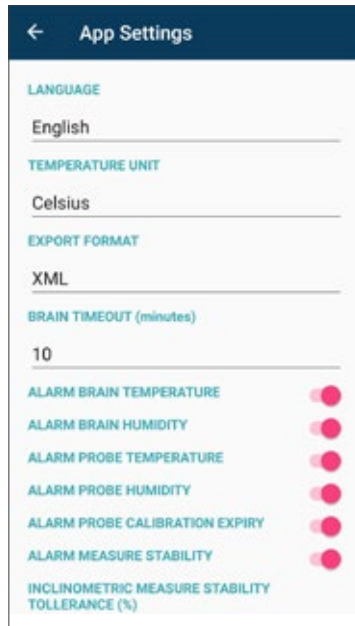 App Settings
LANGUAGE
English
TEMPERATURE UNIT
Celsius
EXPORT FORMAT
XML
BRAIN TIMEOUT (minutes)
10
ALARM BRAIN TEMPERATURE
ALARM BRAIN HUMIDITY
ALARM PROBE TEMPERATURE
ALARM PROBE HUMIDITY
ALARM PROBE CALIBRATION EXPIRY
ALARM MEASURE STABILITY
INCLINOMETRIC MEASURE STABILITY
TOLLERANCE (%)